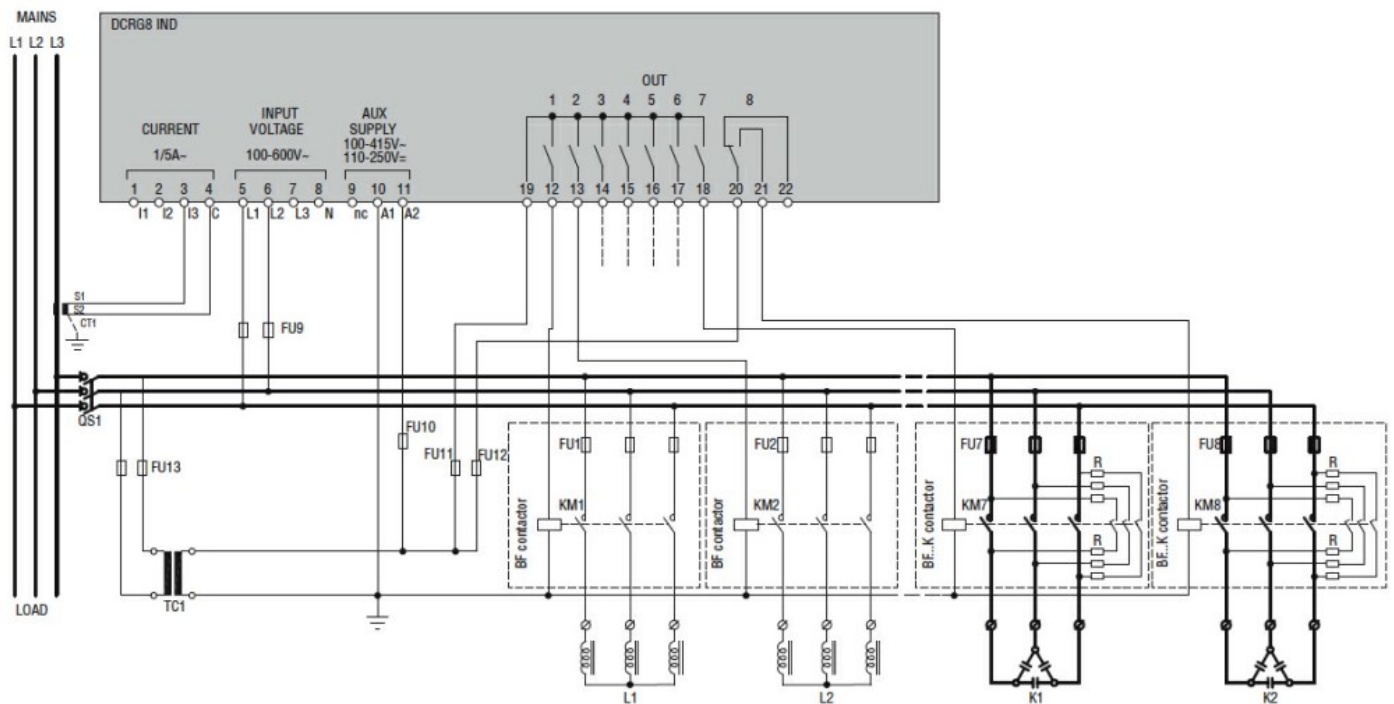 MAINS
L1 L2 L3
DCRG8 IND
OUT
1 2 3 4 5 6 7 8
CURRENT
1/5A~
INPUT
VOLTAGE
100-600V~
AUX
SUPPLY
100-415V~
110-250V=
1 2 3 4 5 6 7 8 9 10 11 19 12 13 14 15 16 17 18 20 21 22
I1 I2 I3 C L1 L2 L3 N nc A1 A2
S1
S2
CT1
FU9
QS1
FU10
FU13
FU11
FU12
FU1
FU2
FU7
R
FU8
R
KM1
KM2
KM7
KM8
BF contactor
BF contactor
BF...K contactor
BF...K contactor
R
R
TC1
LOAD
L1
L2
K1
K2